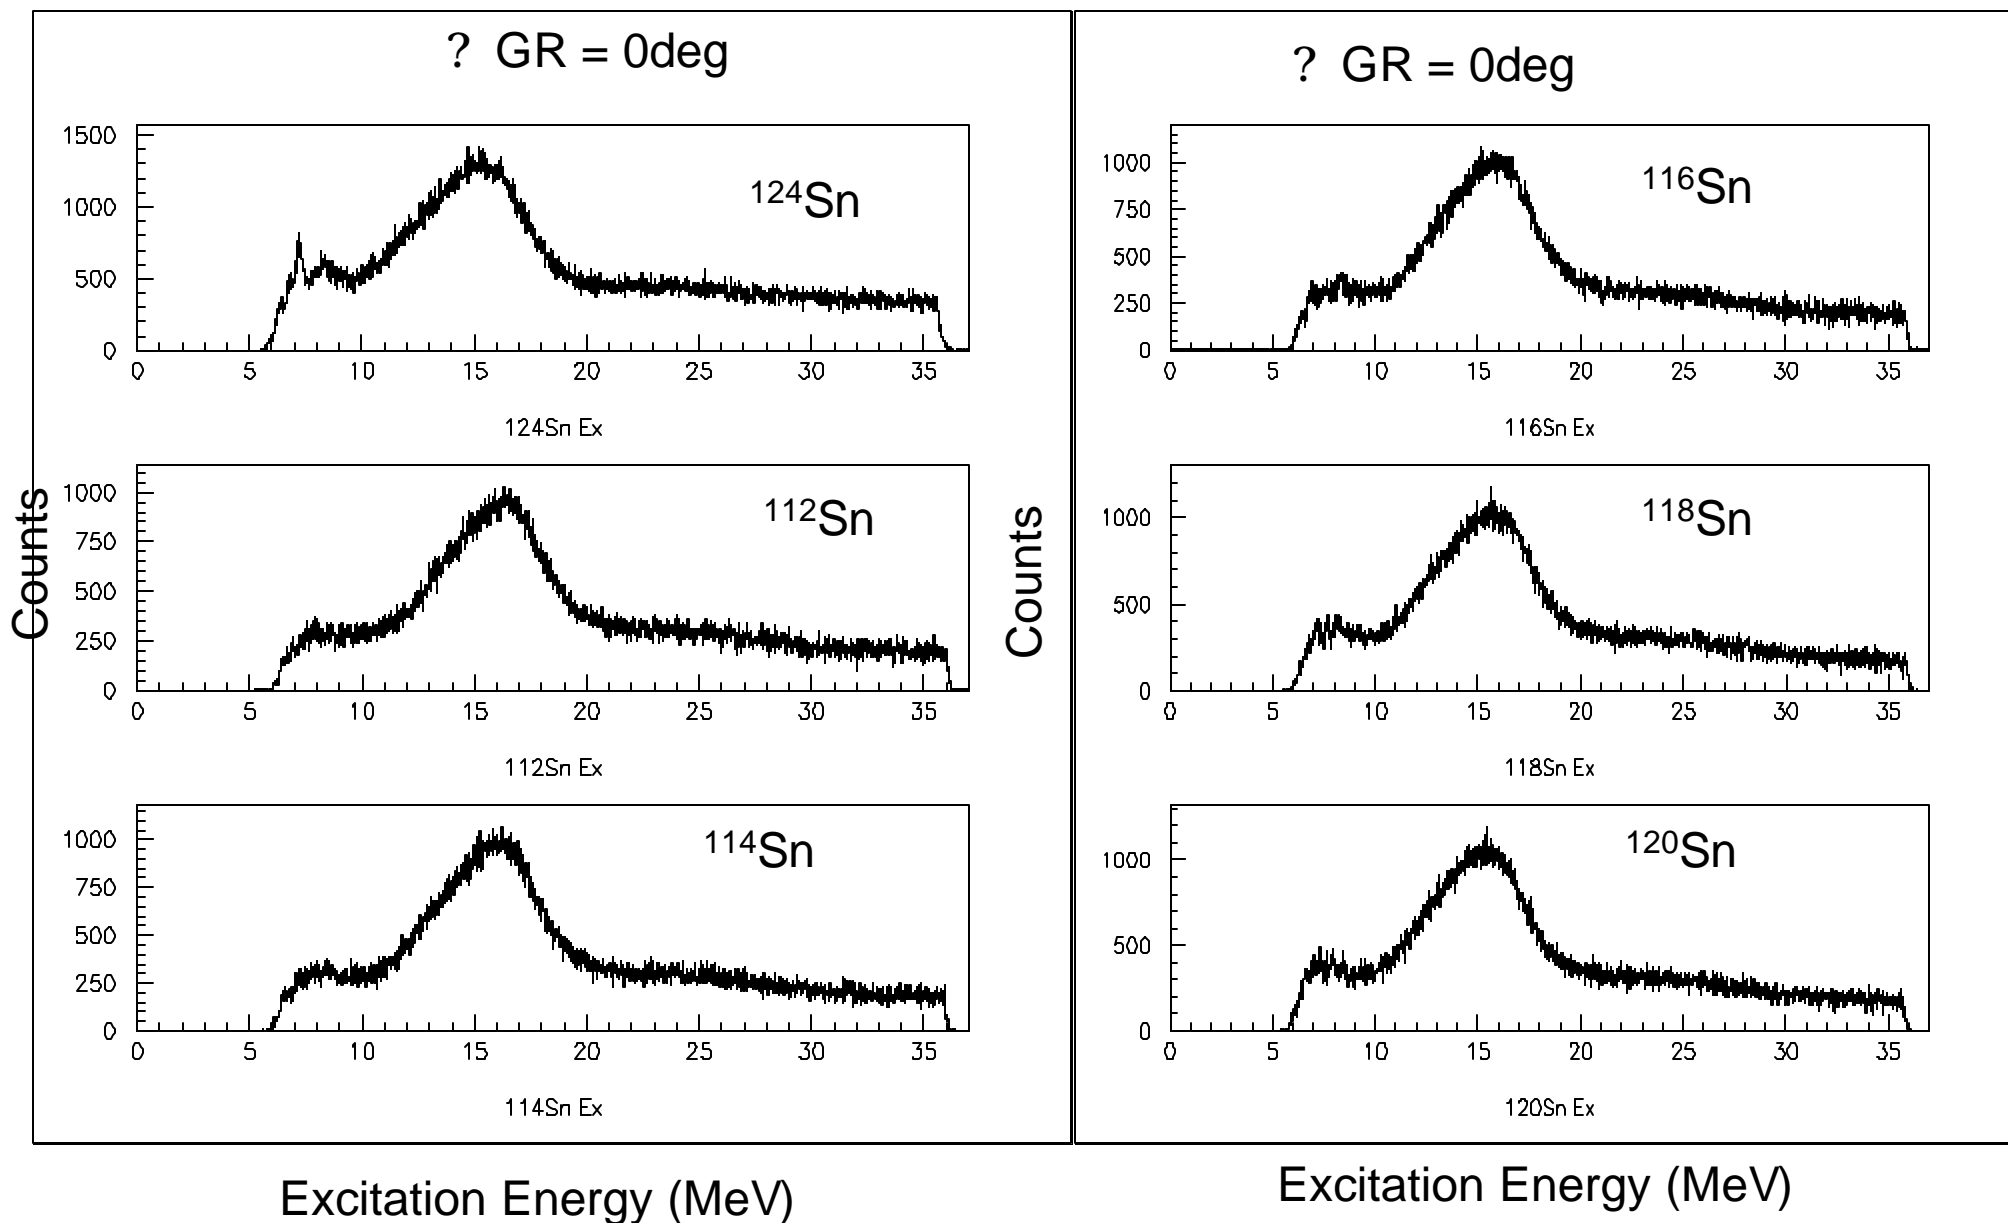 ? GR = 0deg
1500
1000
500
0
¹²⁴Sn
0 5 10 15 20 25 30 35
124Sn Ex
Counts
1000
750
500
250
0
¹¹²Sn
0 5 10 15 20 25 30 35
112Sn Ex
1000
750
500
250
0
¹¹⁴Sn
0 5 10 15 20 25 30 35
114Sn Ex
Excitation Energy (MeV)
? GR = 0deg
1000
750
500
250
0
¹¹⁶Sn
0 5 10 15 20 25 30 35
116Sn Ex
Counts
1000
500
0
¹¹⁸Sn
0 5 10 15 20 25 30 35
118Sn Ex
1000
500
0
¹²⁰Sn
0 5 10 15 20 25 30 35
120Sn Ex
Excitation Energy (MeV)